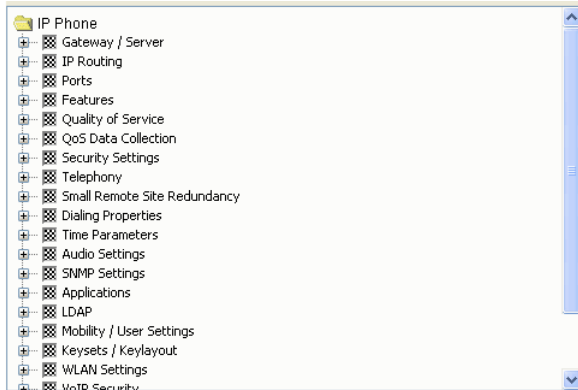 IP Phone
Gateway / Server
IP Routing
Ports
Features
Quality of Service
QoS Data Collection
Security Settings
Telephony
Small Remote Site Redundancy
Dialing Properties
Time Parameters
Audio Settings
SNMP Settings
Applications
LDAP
Mobility / User Settings
Keysets / Keylayout
WLAN Settings
VoIP Security